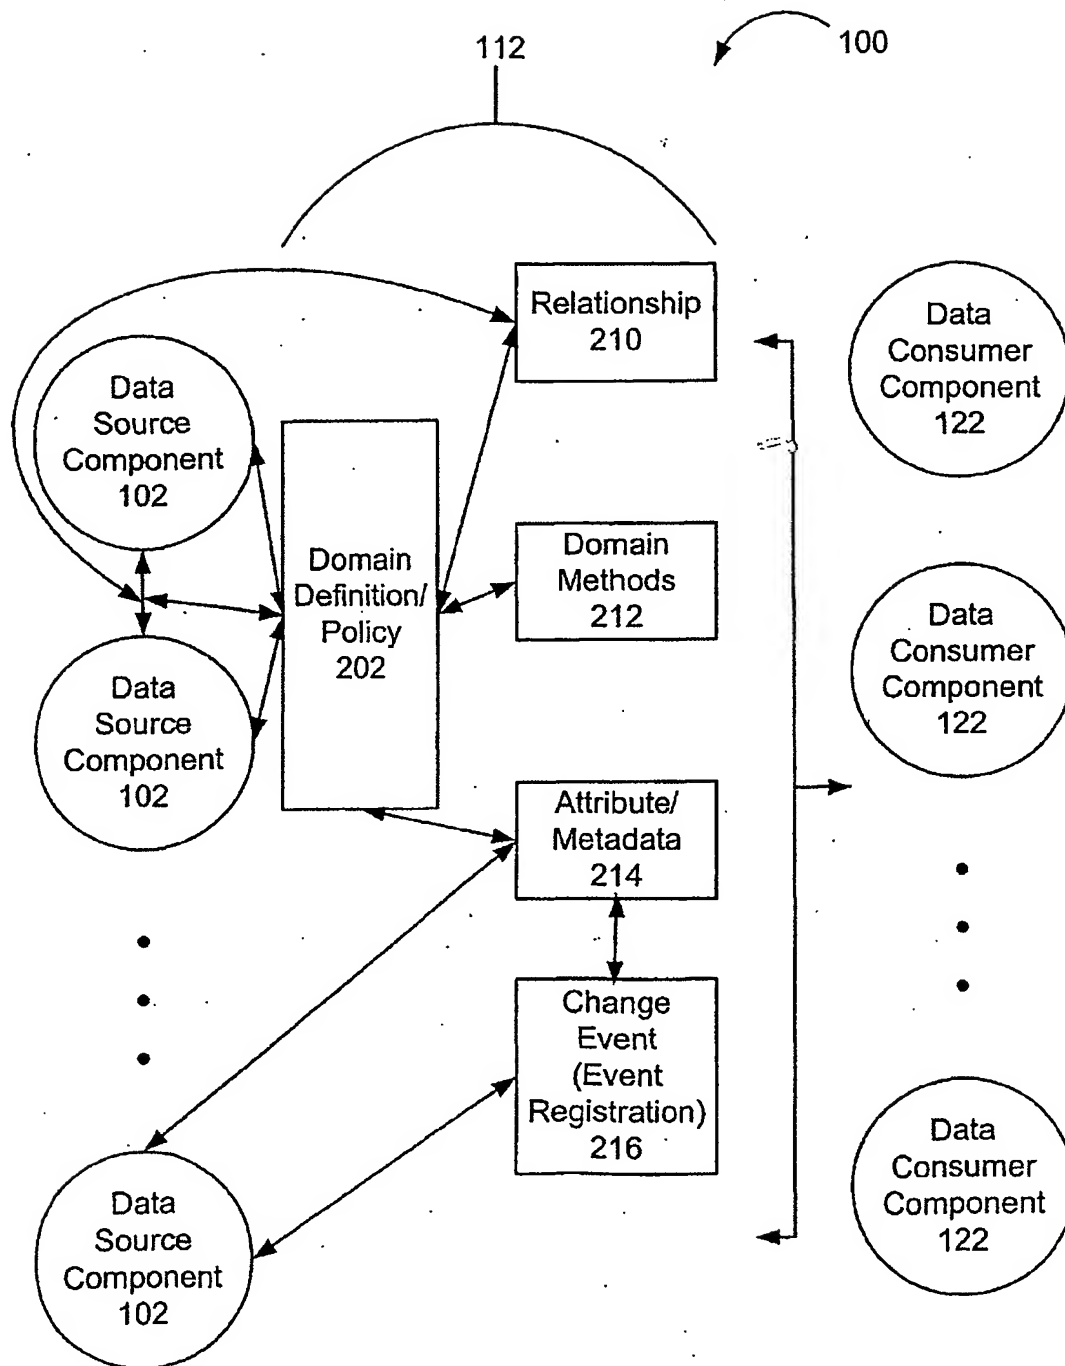 112
100
Relationship
210
Data
Source
Component
102
Domain
Definition/
Policy
202
Domain
Methods
212
Data
Source
Component
102
Attribute/
Metadata
214
Change
Event
(Event
Registration)
216
Data
Source
Component
102
Data
Consumer
Component
122
Data
Consumer
Component
122
Data
Consumer
Component
122